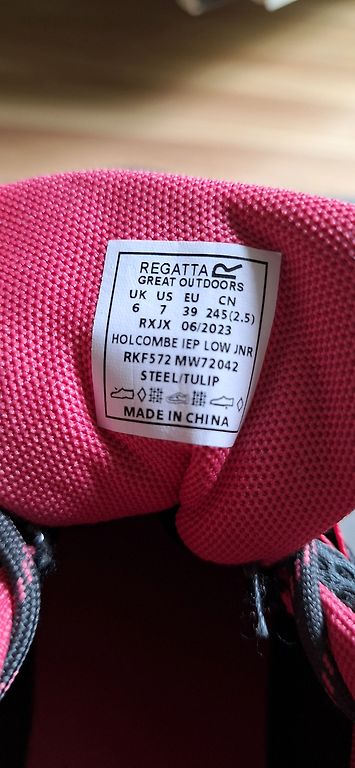 REGATTA
GREAT OUTDOORS
UK US EU CN
6 7 39 245(2.5)
RXJX 06/2023
HOLCOMBE IEP LOW JNR
RKF572 MW72042
STEEL/TULIP
MADE IN CHINA